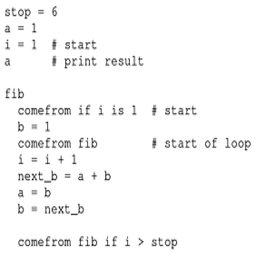 stop = 6
a = 1
i = 1  # start
a      # print result

fib
  comefrom if i is 1  # start
  b = 1
  comefrom fib        # start of loop
  i = i + 1
  next_b = a + b
  a = b
  b = next_b

  comefrom fib if i > stop